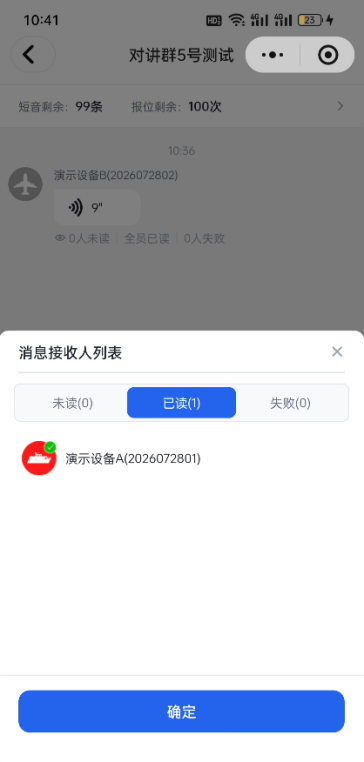 10:41
HD 4G 4G 23
对讲群5号测试
短音剩余：99条 报位剩余：100次
10:36
演示设备B(2026072802)
9"
0人未读 全员已读 0人失败
消息接收人列表
未读(0) 已读(1) 失败(0)
演示设备A(2026072801)
确定